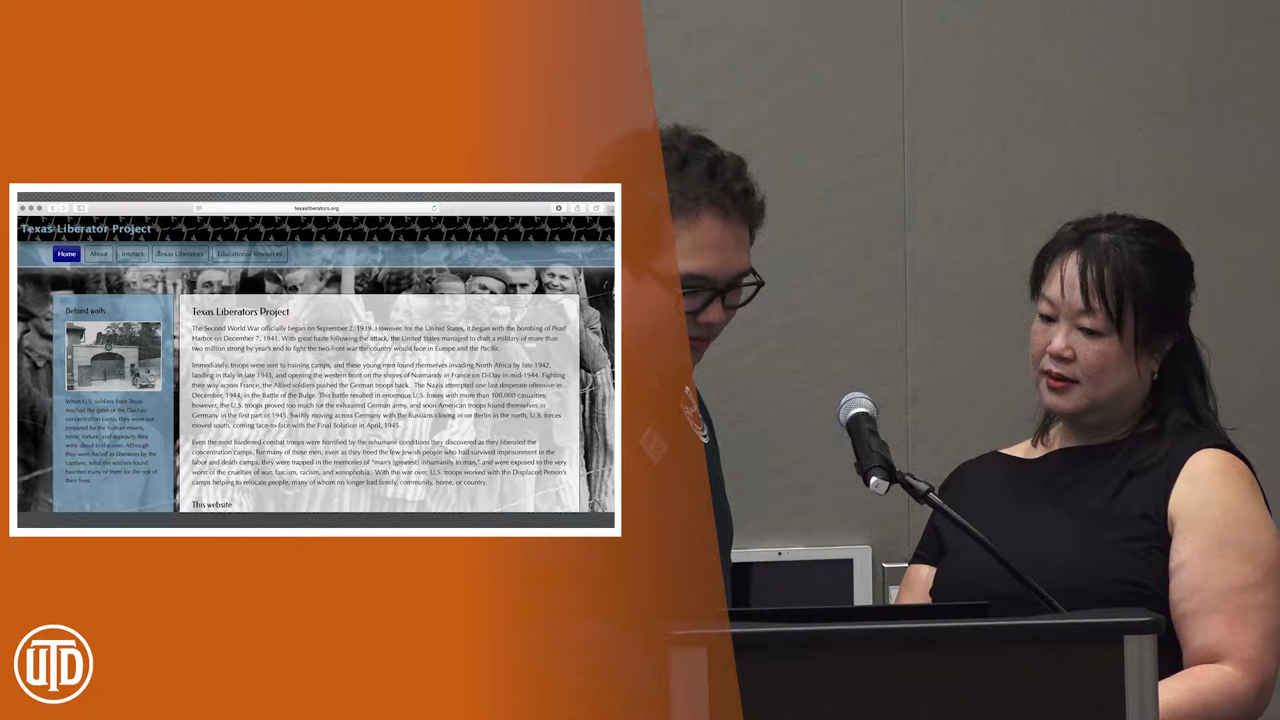 texasliberators.org
Texas Liberator Project
Home
About
Interact
Texas Liberators
Educational Resources
Behind walls
When U.S. soldiers from Texas
reached the gates of the Dachau
concentration camp, they were not
prepared for the human misery,
terror, torture, and depravity they
were about to discover. Although
they were hailed as liberators by the
captives, what the soldiers found
haunted many of them for the rest of
their lives.
Texas Liberators Project
The Second World War officially began on September 2, 1939. However, for the United States, it began with the bombing of Pearl
Harbor on December 7, 1941. With great haste following the attack, the United States managed to draft a military of more than
two million strong by year's end to fight the two-front war the country would face in Europe and the Pacific.
Immediately, troops were sent to training camps, and these young men found themselves invading North Africa by late 1942,
landing in Italy in late 1943, and opening the western front on the shores of Normandy in France on D-Day in mid-1944. Fighting
their way across France, the Allied soldiers pushed the German troops back. The Nazis attempted one last desperate offensive in
December, 1944, in the Battle of the Bulge. This battle resulted in enormous U.S. losses with more than 100,000 casualties;
however, the U.S. troops proved too much for the exhausted German army, and soon American troops found themselves in
Germany in the first part of 1945. Swiftly moving across Germany with the Russians closing in on Berlin in the north, U.S. forces
moved south, coming face-to-face with the Final Solution in April, 1945.
Even the most hardened combat troops were horrified by the inhumane conditions they discovered as they liberated the
concentration camps. For many of these men, even as they freed the few Jewish people who had survived imprisonment in the
labor and death camps, they were trapped in the memories of "man's [greatest] inhumanity to man," and were exposed to the very
worst of the cruelties of war, fascism, racism, and xenophobia. With the war over, U.S. troops worked with the Displaced Person's
camps helping to relocate people, many of whom no longer had family, community, home, or country.
This website
UTD